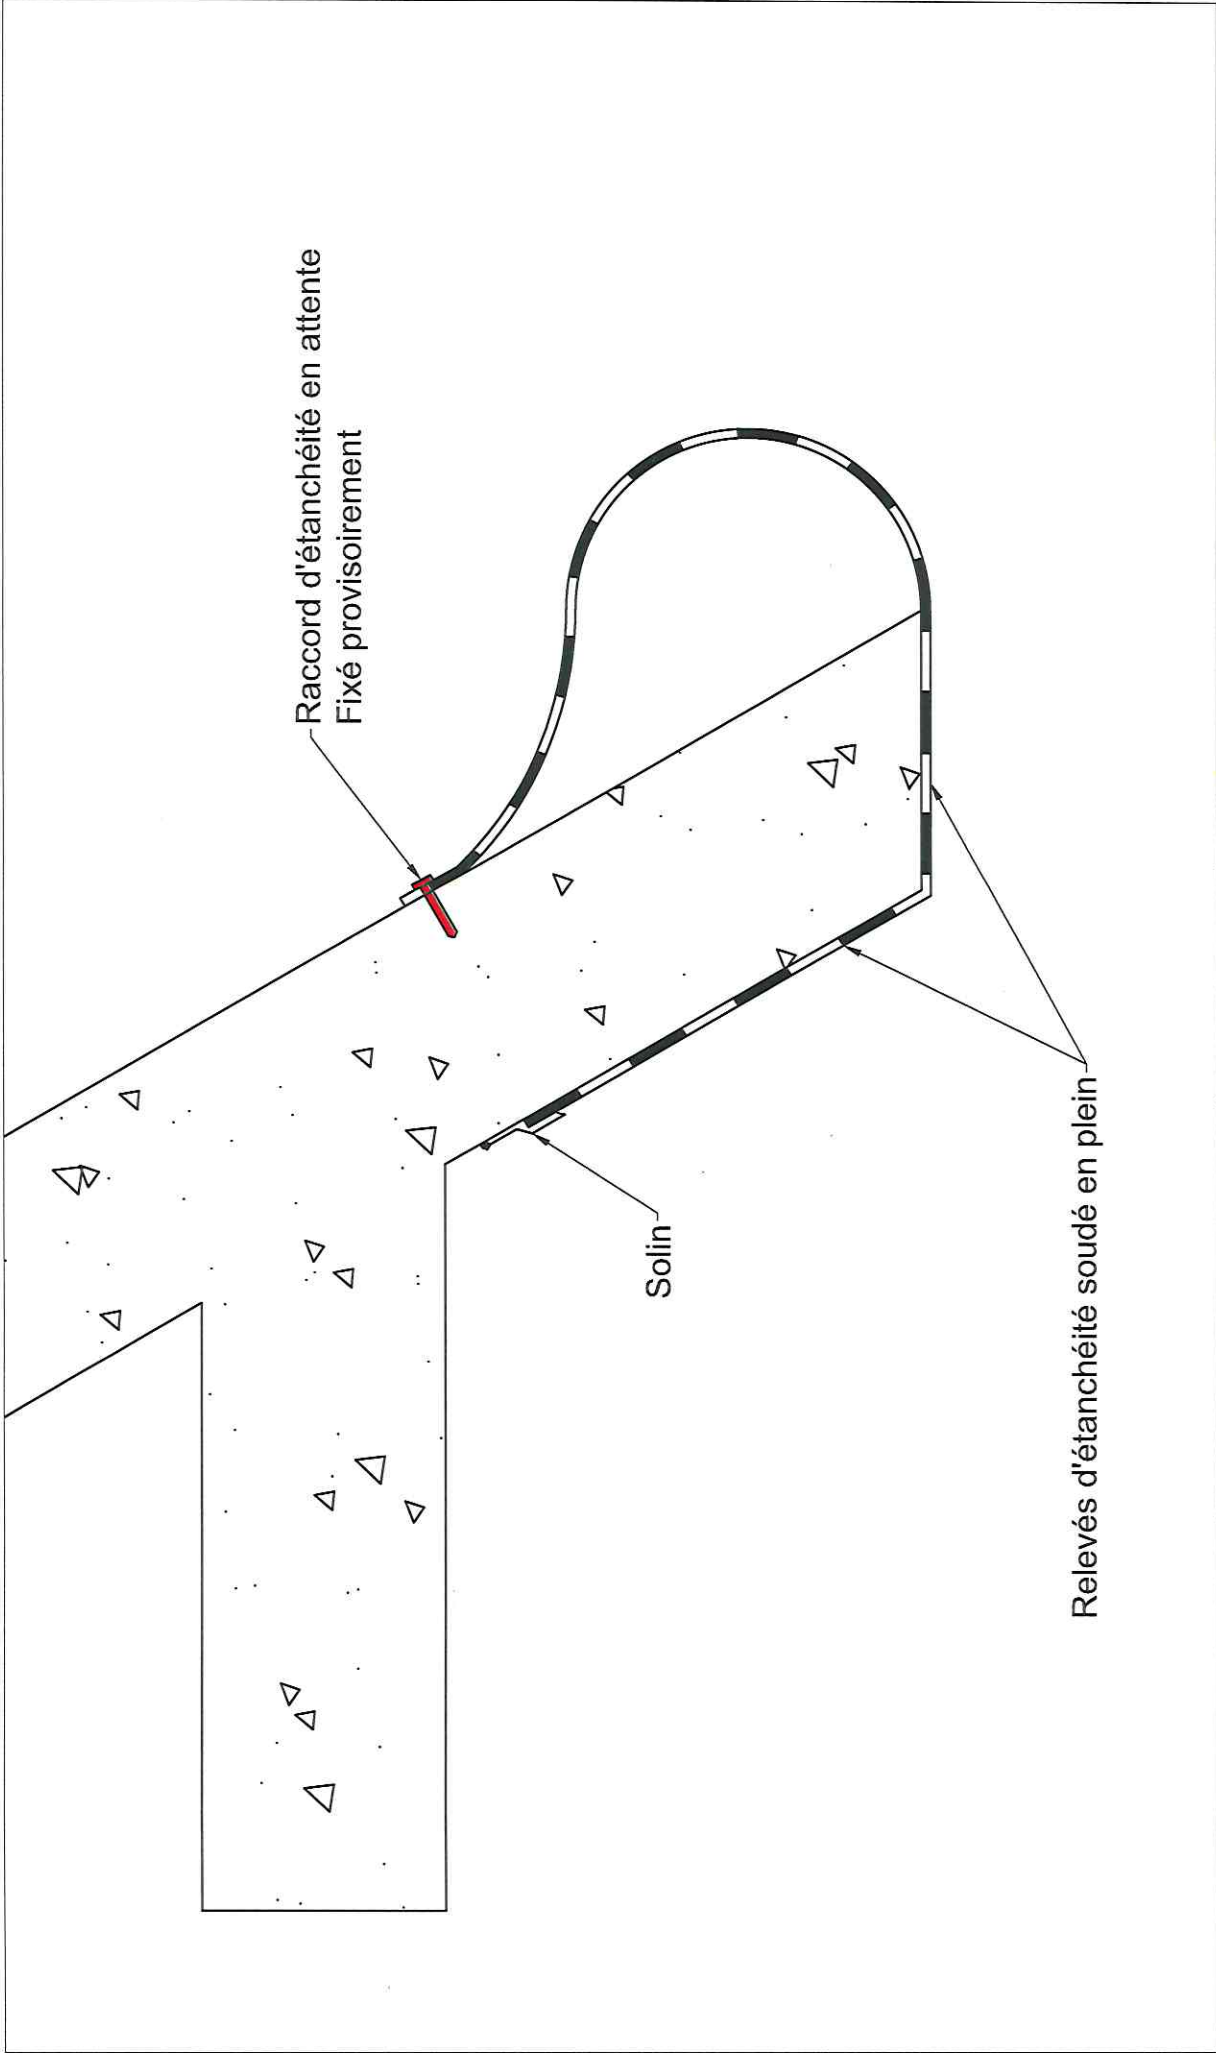 Raccord d'étanchéité en attente
Fixé provisoirement
Solin
Relevés d'étanchéité soudé en plein